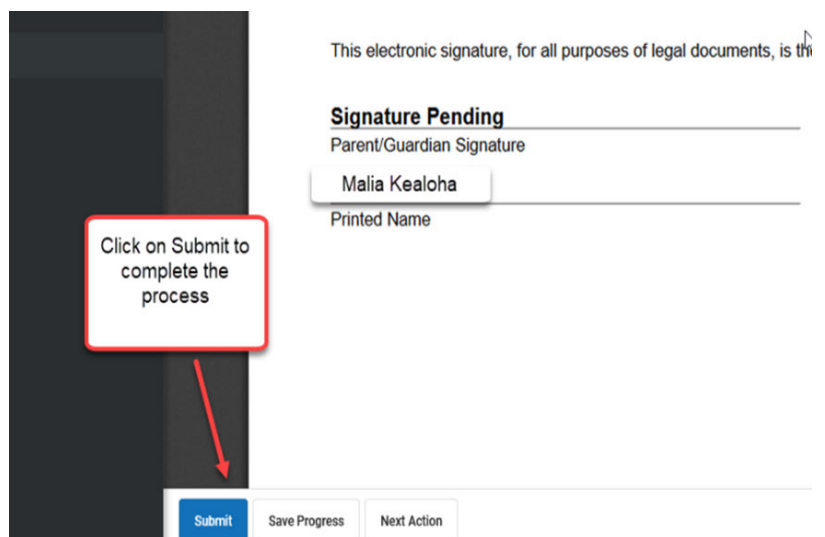 This electronic signature, for all purposes of legal documents, is the
Signature Pending
Parent/Guardian Signature
Malia Kealoha
Printed Name
Click on Submit to
complete the
process
Submit
Save Progress
Next Action